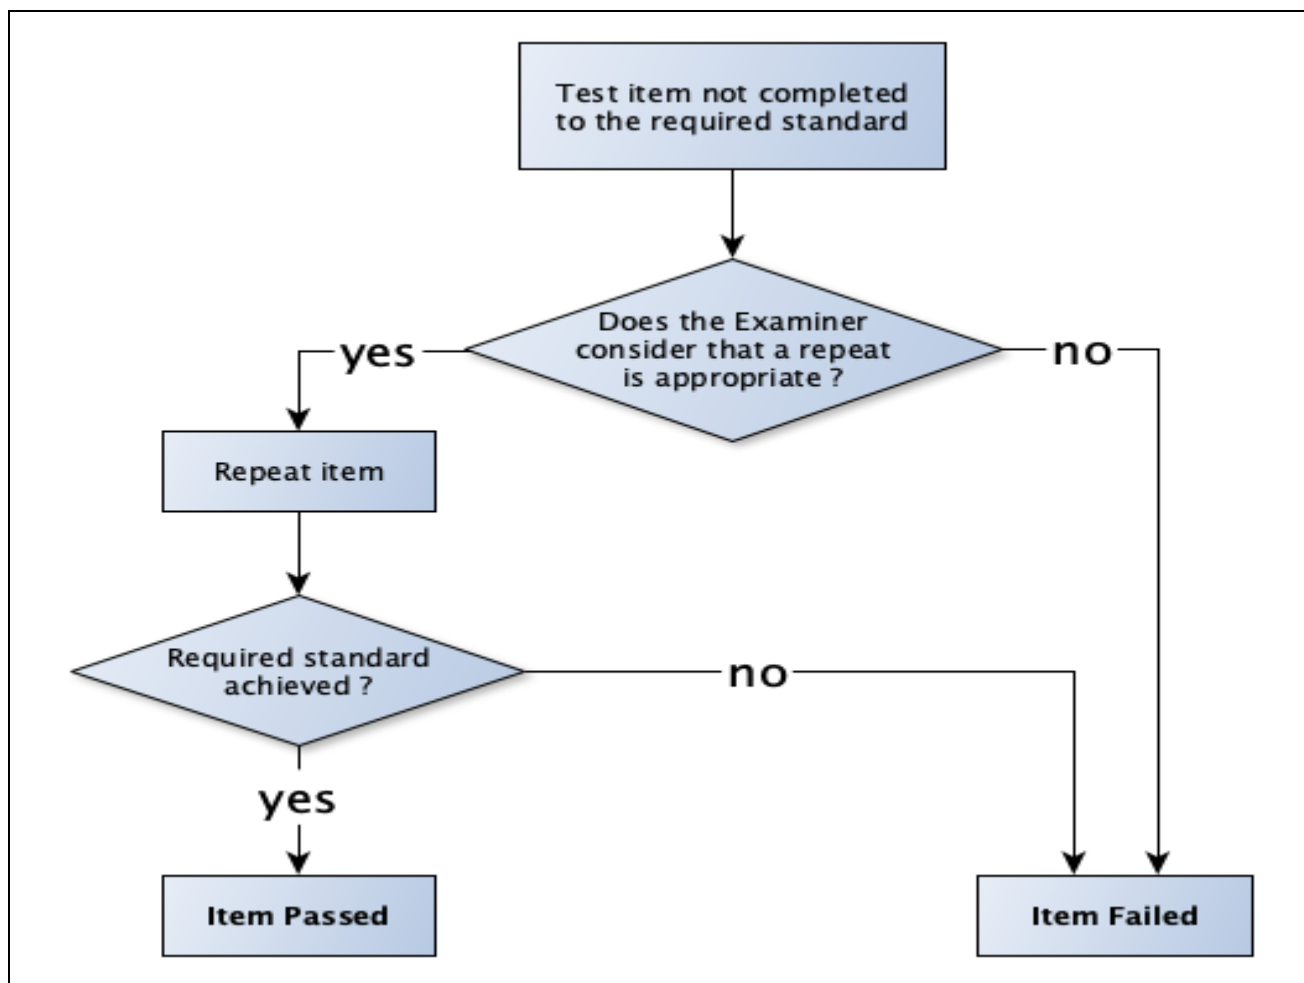 Test item not completed
to the required standard
Does the Examiner
consider that a repeat
is appropriate ?
yes
no
Repeat item
Required standard
achieved ?
no
yes
Item Passed
Item Failed